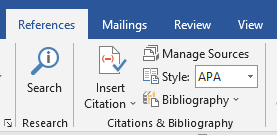 References Mailings Review View
Search
Insert
Citation
Manage Sources
Style: APA
Bibliography
Research
Citations & Bibliography